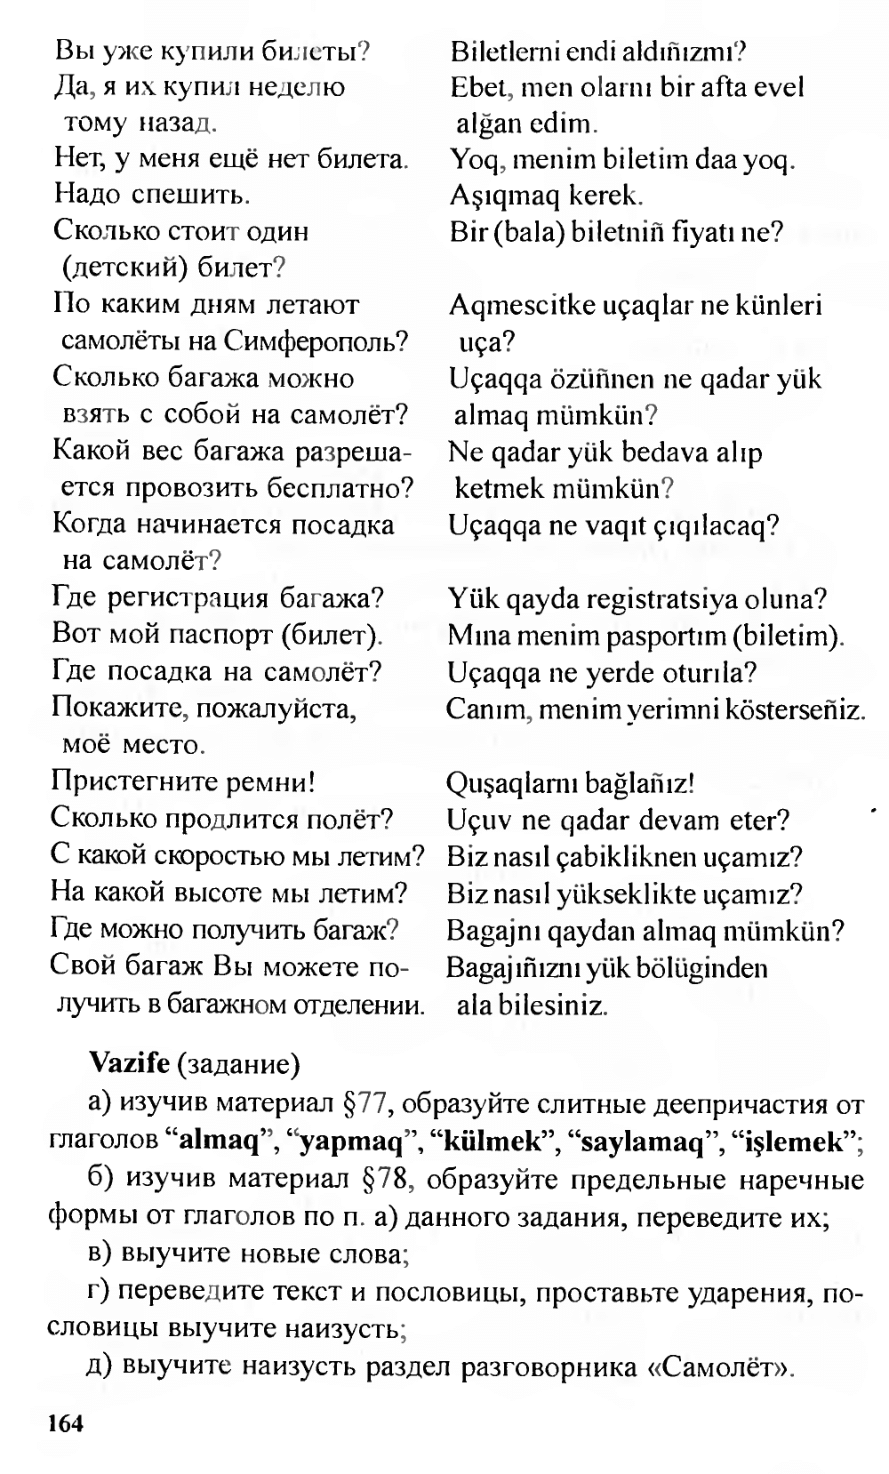 Вы уже купили билеты? Biletlerni endi aldıñızmı?
Да, я их купил неделю Ebet, men olarnı bir afta evel
тому назад. alğan edim.
Нет, у меня ещё нет билета. Yoq, menim biletim daa yoq.
Надо спешить. Aşıqmaq kerek.
Сколько стоит один Bir (bala) biletniñ fiyatı ne?
(детский) билет?
По каким дням летают Aqmescitke uçaqlar ne künleri
самолёты на Симферополь? uça?
Сколько багажа можно Uçaqqa özüñnen ne qadar yük
взять с собой на самолёт? almaq mümkün?
Какой вес багажа разреша- Ne qadar yük bedava alıp
ется провозить бесплатно? ketmek mümkün?
Когда начинается посадка Uçaqqa ne vaqıt çıqılacaq?
на самолёт?
Где регистрация багажа? Yük qayda registratsiya oluna?
Вот мой паспорт (билет). Mına menim pasportım (biletim).
Где посадка на самолёт? Uçaqqa ne yerde oturıla?
Покажите, пожалуйста, Canım, menim yerimni kösterseñiz.
моё место.
Пристегните ремни! Quşaqlarnı bağlañız!
Сколько продлится полёт? Uçuv ne qadar devam eter?
С какой скоростью мы летим? Biz nasıl çabikliknen uçamız?
На какой высоте мы летим? Biz nasıl yükseklikte uçamız?
Где можно получить багаж? Bagajnı qaydan almaq mümkün?
Свой багаж Вы можете по- Bagajıñıznı yük bölüginden
лучить в багажном отделении. ala bilesiniz.
Vazife (задание)
а) изучив материал §77, образуйте слитные деепричастия от
глаголов “almaq”, “yapmaq”, “külmek”, “saylamaq”, “işlemek”;
б) изучив материал §78, образуйте предельные наречные
формы от глаголов по п. а) данного задания, переведите их;
в) выучите новые слова;
г) переведите текст и пословицы, проставьте ударения, по-
словицы выучите наизусть;
д) выучите наизусть раздел разговорника «Самолёт».
164